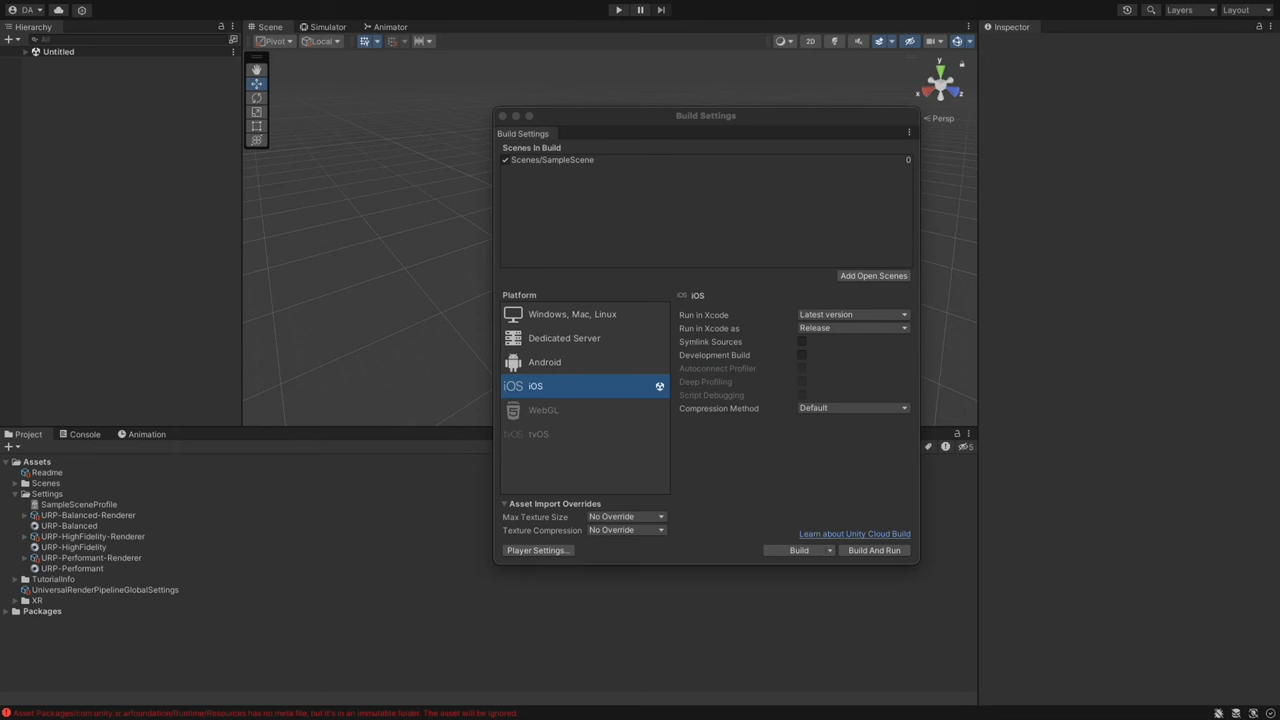 DA
Layers
Layout
Hierarchy
Scene
Simulator
Animator
Inspector
All
Pivot
Local
2D
Untitled
y
x
z
Persp
Build Settings
Build Settings
Scenes In Build
Scenes/SampleScene
0
Add Open Scenes
Platform
iOS iOS
Windows, Mac, Linux
Dedicated Server
Android
iOS iOS
WebGL
tvOS tvOS
Run in Xcode
Latest version
Run in Xcode as
Release
Symlink Sources
Development Build
Autoconnect Profiler
Deep Profiling
Script Debugging
Compression Method
Default
Asset Import Overrides
Max Texture Size
No Override
Texture Compression
No Override
Learn about Unity Cloud Build
Player Settings...
Build
Build And Run
Project
Console
Animation
5
Assets
Readme
Scenes
Settings
SampleSceneProfile
URP-Balanced-Renderer
URP-Balanced
URP-HighFidelity-Renderer
URP-HighFidelity
URP-Performant-Renderer
URP-Performant
TutorialInfo
UniversalRenderPipelineGlobalSettings
XR
Packages
Asset Packages/com.unity.xr.arfoundation/Runtime/Resources has no meta file, but it's in an immutable folder. The asset will be ignored.